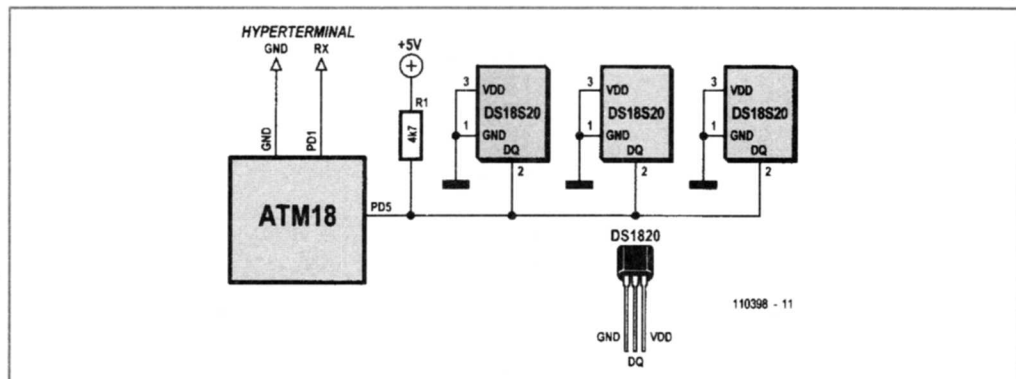 HYPERTERMINAL
GND RX
GND
PD1
ATM18
PD5
+5V
R1
4k7
3
VDD
DS18S20
1
GND
DQ
2
3
VDD
DS18S20
1
GND
DQ
2
3
VDD
DS18S20
1
GND
DQ
2
DS1820
GND VDD
DQ
110398 - 11